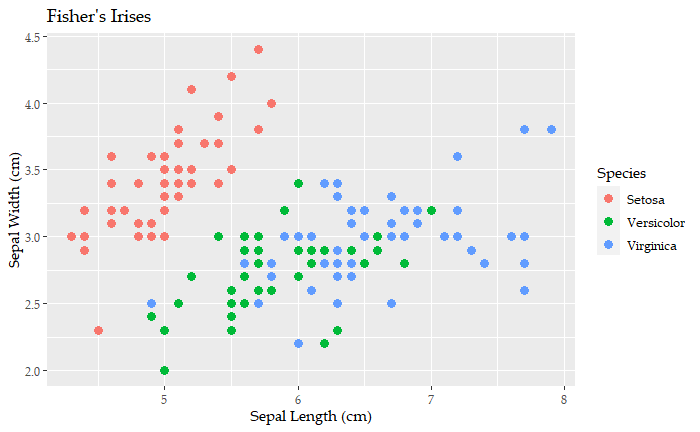 Fisher's Irises
Sepal Width (cm)
4.5
4.0
3.5
3.0
2.5
2.0
5
6
7
8
Sepal Length (cm)
Species
Setosa
Versicolor
Virginica